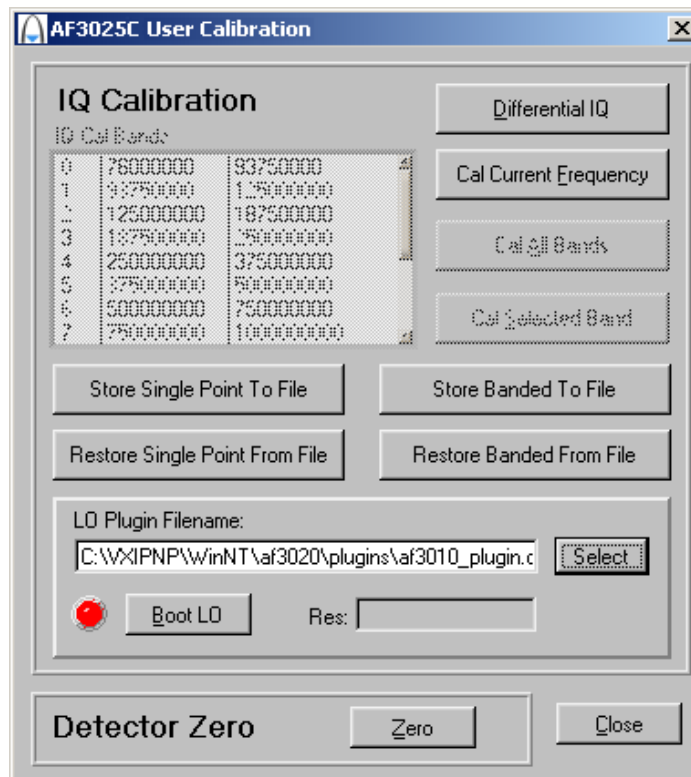 AF3025C User Calibration
IQ Calibration
IQ Cal Bands
0 76000000 93750000
1 93750000 125000000
2 125000000 187500000
3 187500000 250000000
4 250000000 375000000
5 375000000 500000000
6 500000000 750000000
7 750000000 1000000000
Differential IQ
Cal Current Frequency
Cal All Bands
Cal Selected Band
Store Single Point To File
Store Banded To File
Restore Single Point From File
Restore Banded From File
LO Plugin Filename:
C:\VXIPNP\WinNT\af3020\plugins\af3010_plugin.c
Select
Boot LO
Res:
Detector Zero
Zero
Close